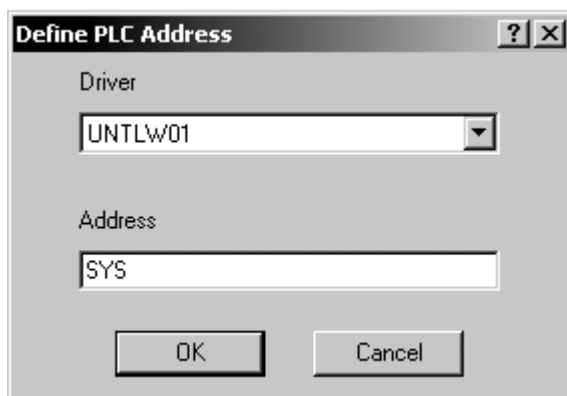 Define PLC Address ?
Driver
UNTLW01
Address
SYS
OK Cancel